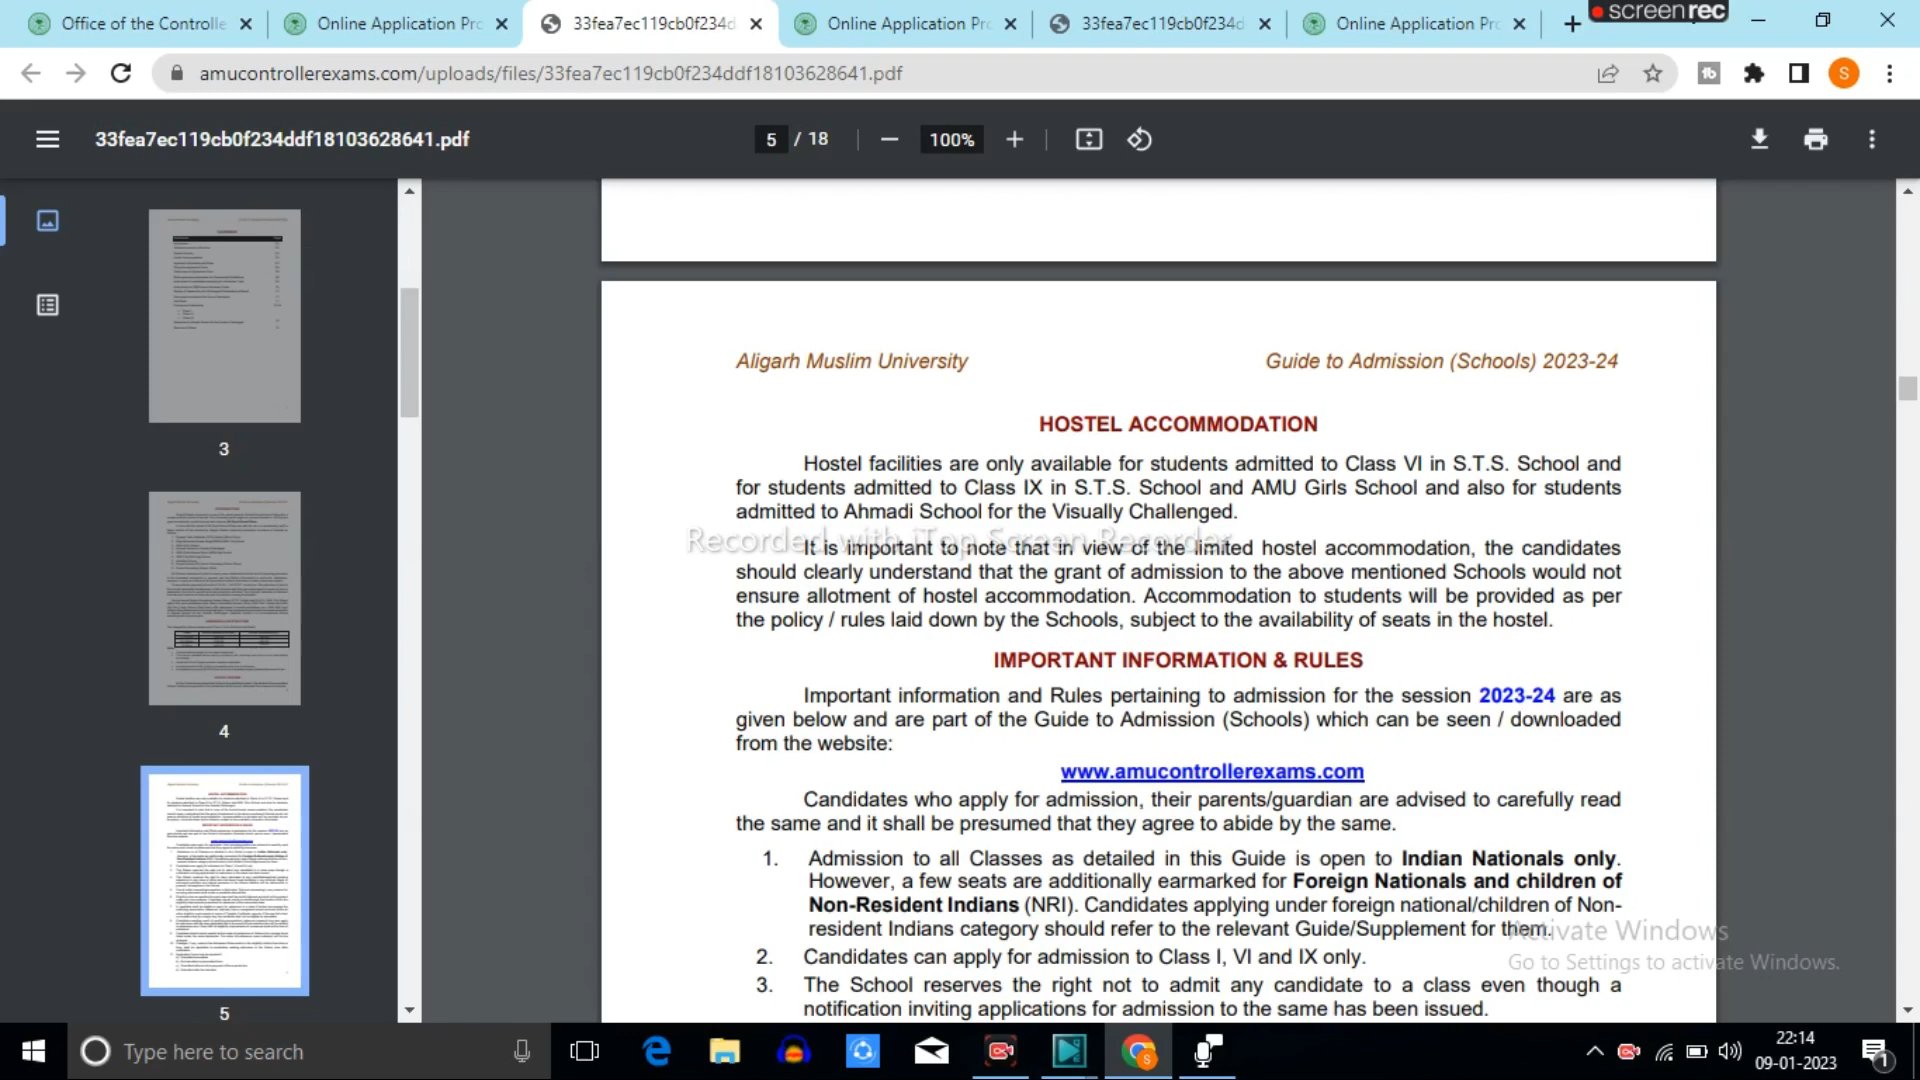 Office of the Controlle
Online Application Pro
33fea7ec119cb0f234d
Online Application Pro
33fea7ec119cb0f234d
Online Application Pro
screenrec
amucontrollerexams.com/uploads/files/33fea7ec119cb0f234ddf18103628641.pdf
S
33fea7ec119cb0f234ddf18103628641.pdf
5 / 18
100%
3
4
5
Aligarh Muslim University
Guide to Admission (Schools) 2023-24
HOSTEL ACCOMMODATION
Hostel facilities are only available for students admitted to Class VI in S.T.S. School and
for students admitted to Class IX in S.T.S. School and AMU Girls School and also for students
admitted to Ahmadi School for the Visually Challenged.
Recorded with iTop Screen Recorder
It is important to note that in view of the limited hostel accommodation, the candidates
should clearly understand that the grant of admission to the above mentioned Schools would not
ensure allotment of hostel accommodation. Accommodation to students will be provided as per
the policy / rules laid down by the Schools, subject to the availability of seats in the hostel.
IMPORTANT INFORMATION & RULES
Important information and Rules pertaining to admission for the session 2023-24 are as
given below and are part of the Guide to Admission (Schools) which can be seen / downloaded
from the website:
www.amucontrollerexams.com
Candidates who apply for admission, their parents/guardian are advised to carefully read
the same and it shall be presumed that they agree to abide by the same.
1. Admission to all Classes as detailed in this Guide is open to Indian Nationals only.
However, a few seats are additionally earmarked for Foreign Nationals and children of
Non-Resident Indians (NRI). Candidates applying under foreign national/children of Non-
resident Indians category should refer to the relevant Guide/Supplement for them.
2. Candidates can apply for admission to Class I, VI and IX only.
3. The School reserves the right not to admit any candidate to a class even though a
notification inviting applications for admission to the same has been issued.
Activate Windows
Go to Settings to activate Windows.
Type here to search
22:14
09-01-2023
1